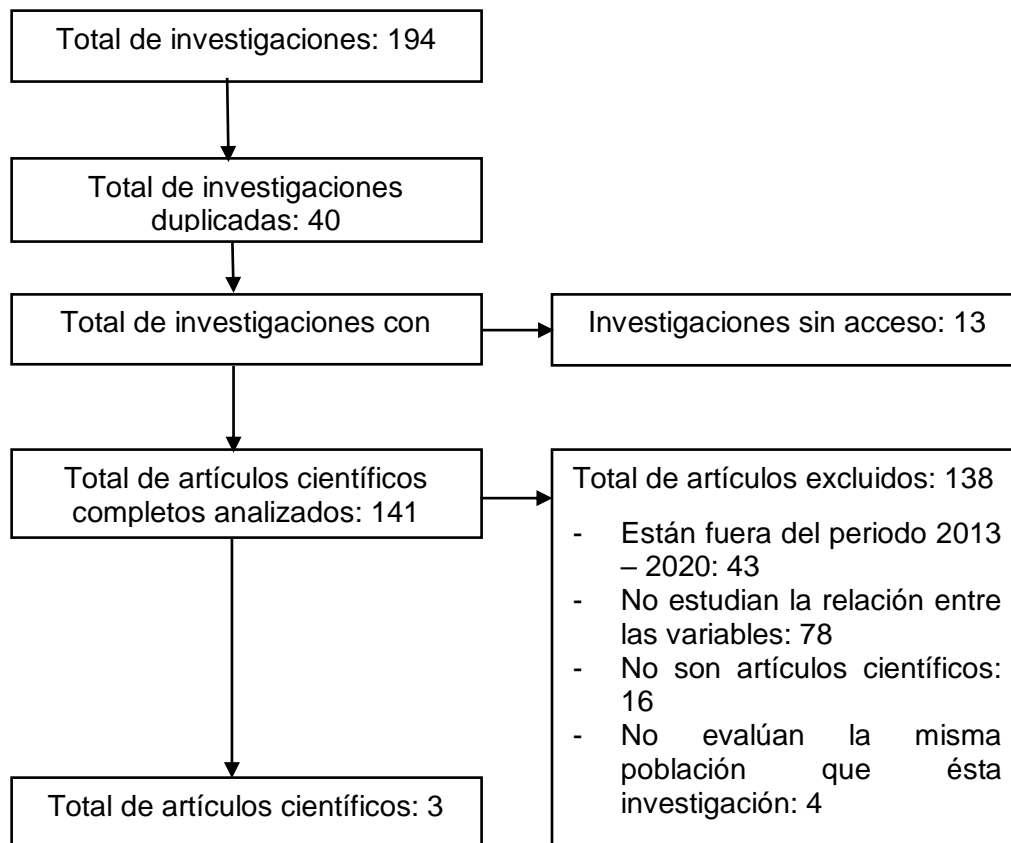 Total de investigaciones: 194
Total de investigaciones
duplicadas: 40
Total de investigaciones con
Investigaciones sin acceso: 13
Total de artículos científicos
completos analizados: 141
Total de artículos excluidos: 138
- Están fuera del periodo 2013
– 2020: 43
- No estudian la relación entre
las variables: 78
- No son artículos científicos:
16
- No evalúan la misma
población que ésta
investigación: 4
Total de artículos científicos: 3